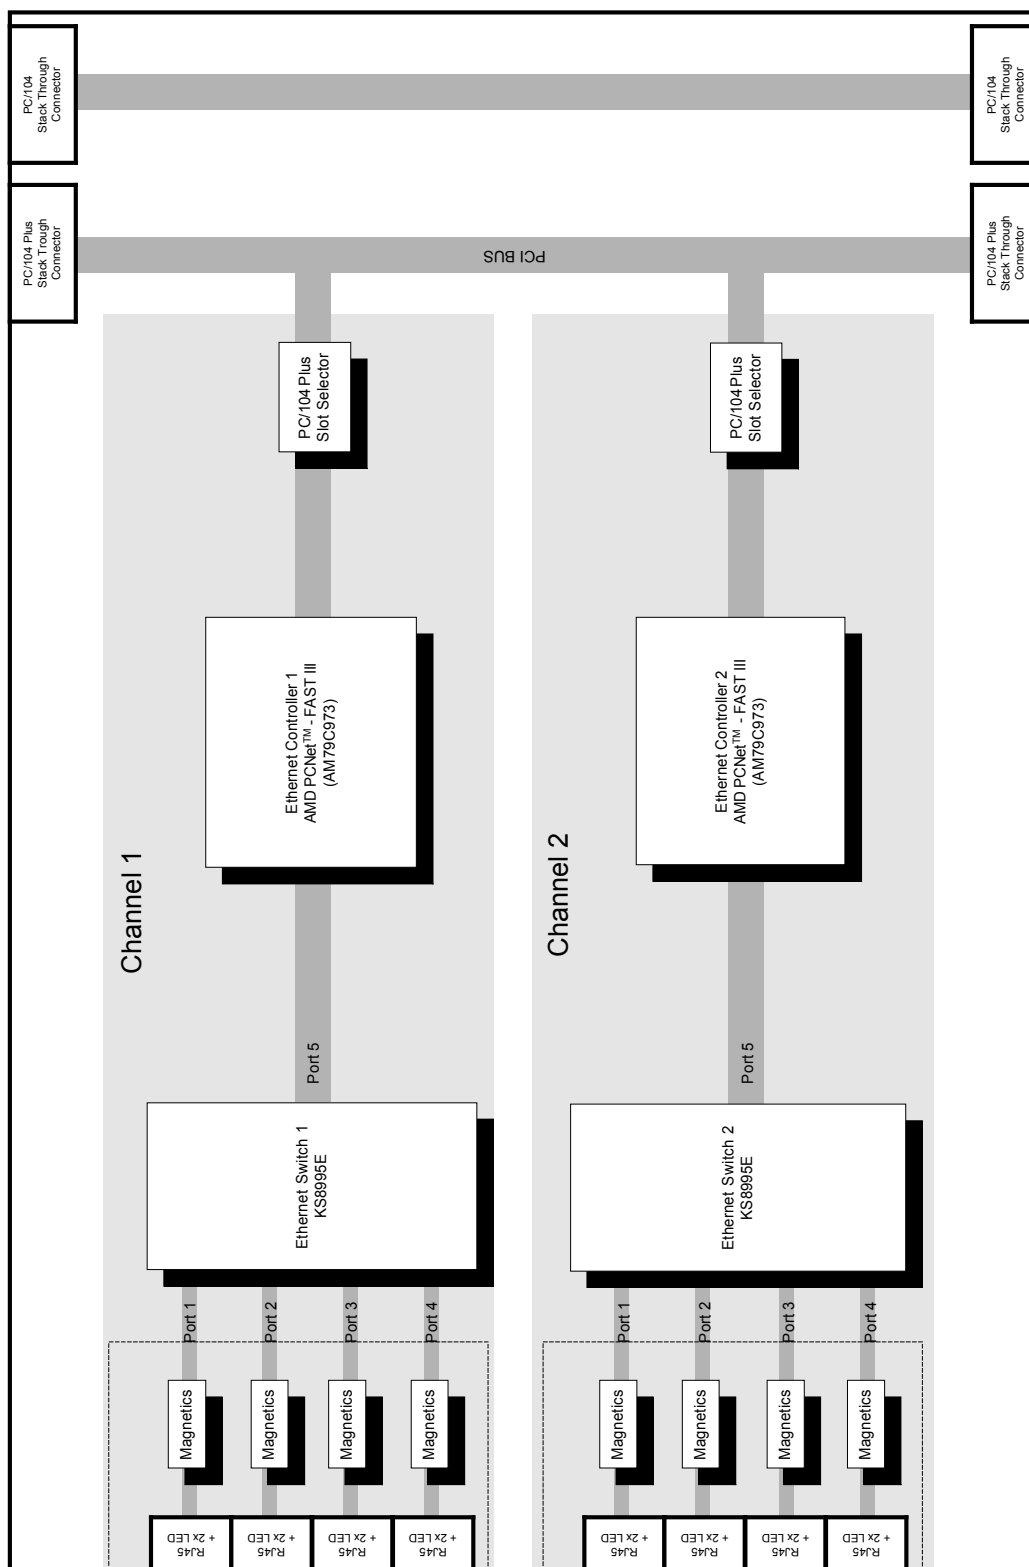 PC/104
Stack Through
Connector
PC/104
Stack Through
Connector
PC/104 Plus
Stack Trough
Connector
PCI BUS
PC/104 Plus
Stack Through
Connector
PC/104 Plus
Slot Selector
PC/104 Plus
Slot Selector
Ethernet Controller 1
AMD PCNet™ - FAST III
(AM79C973)
Ethernet Controller 2
AMD PCNet™ - FAST III
(AM79C973)
Channel 1
Channel 2
Port 5
Port 5
Ethernet Switch 1
KS8995E
Ethernet Switch 2
KS8995E
Port 1
Port 2
Port 3
Port 4
Port 1
Port 2
Port 3
Port 4
Magnetics
Magnetics
Magnetics
Magnetics
Magnetics
Magnetics
Magnetics
Magnetics
RJ45
+ 2x LED
RJ45
+ 2x LED
RJ45
+ 2x LED
RJ45
+ 2x LED
RJ45
+ 2x LED
RJ45
+ 2x LED
RJ45
+ 2x LED
RJ45
+ 2x LED